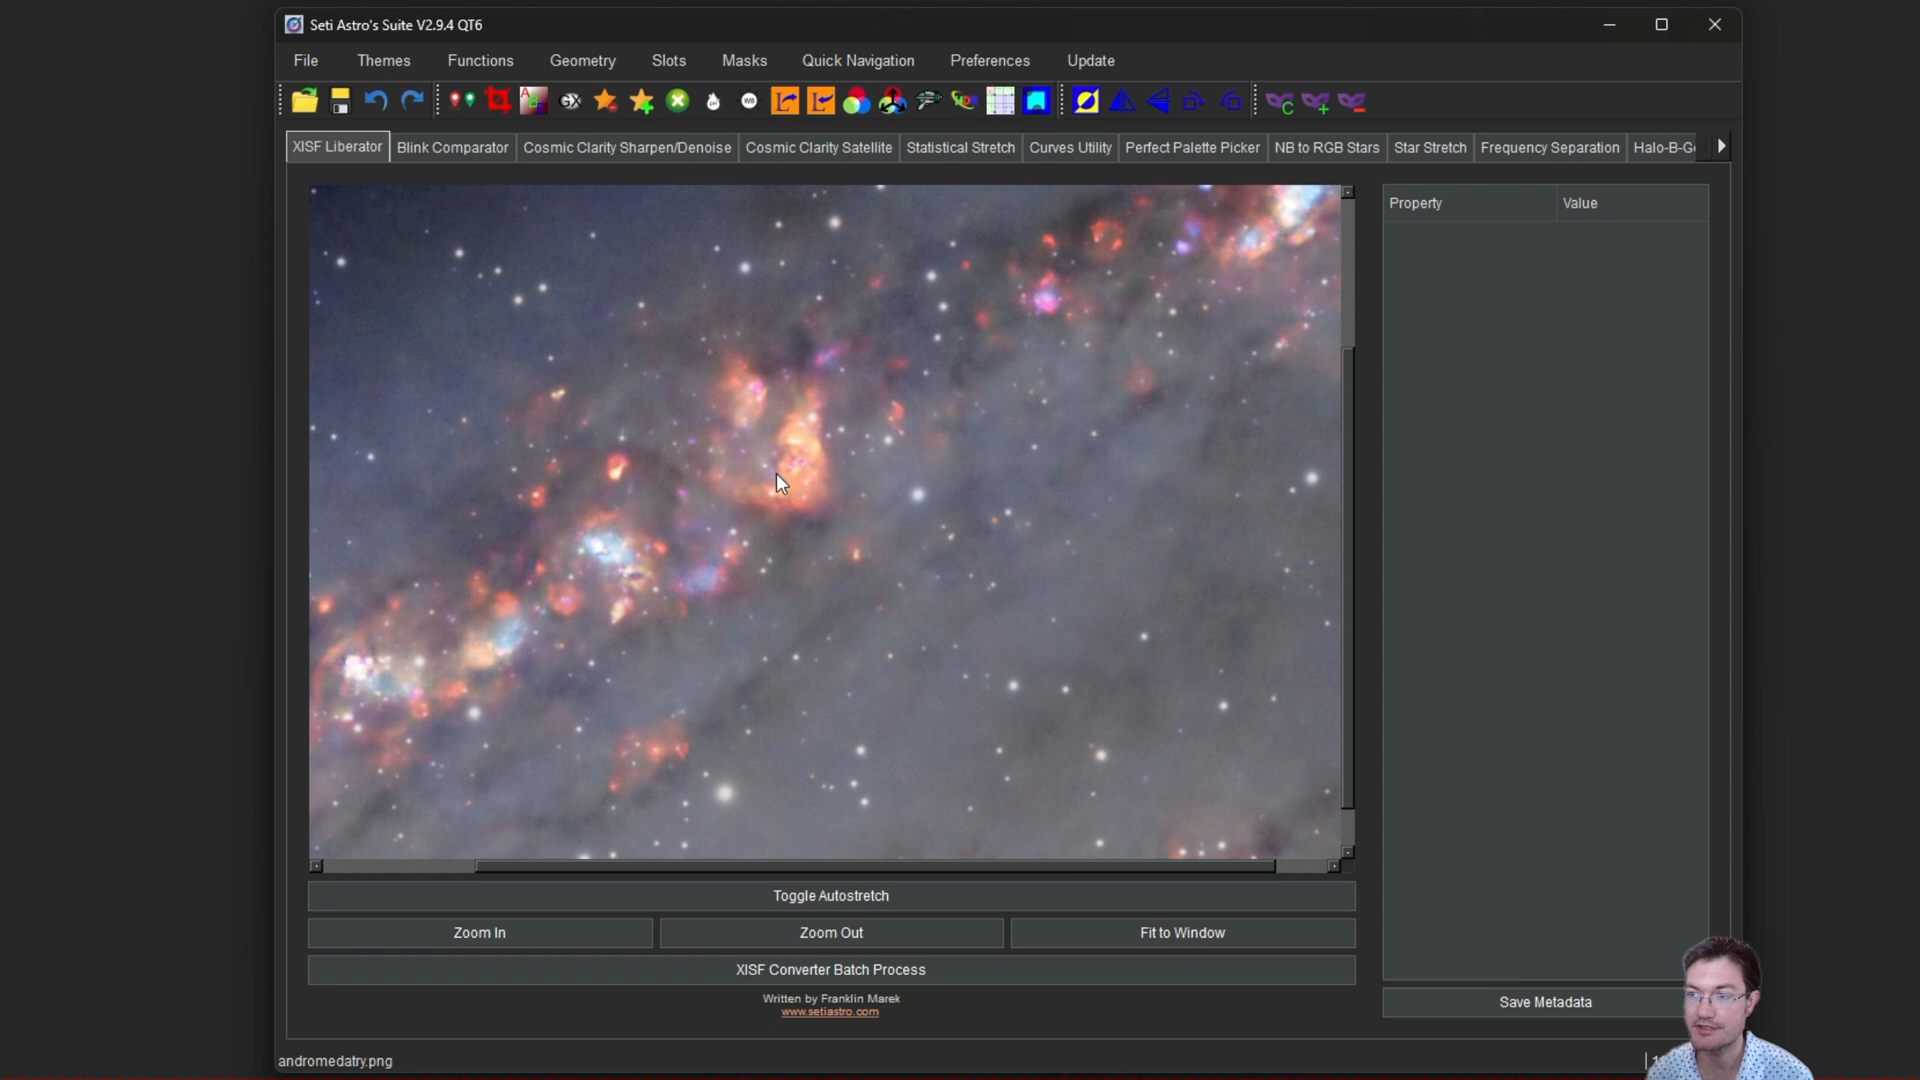 Seti Astro's Suite V2.9.4 QT6
File Themes Functions Geometry Slots Masks Quick Navigation Preferences Update
XISF Liberator Blink Comparator Cosmic Clarity Sharpen/Denoise Cosmic Clarity Satellite Statistical Stretch Curves Utility Perfect Palette Picker NB to RGB Stars Star Stretch Frequency Separation Halo-B-G
Property Value
Toggle Autostretch
Zoom In Zoom Out Fit to Window
XISF Converter Batch Process
Written by Franklin Marek
www.setiastro.com
Save Metadata
andromedatry.png